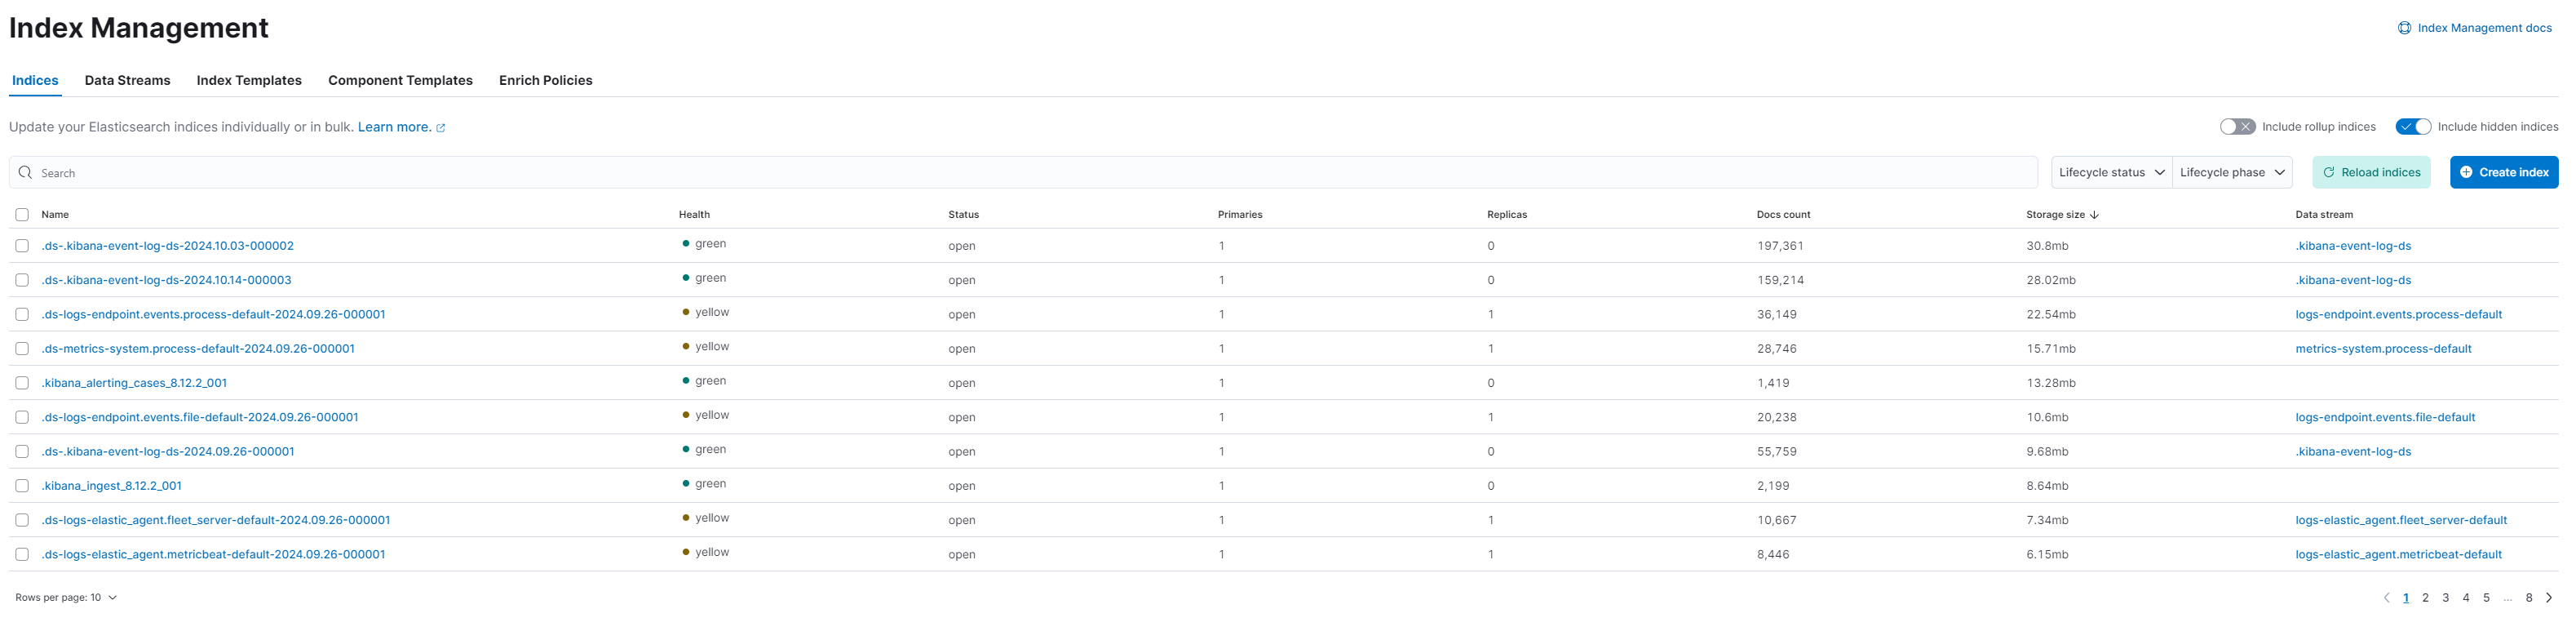 Index Management
Index Management docs
Indices Data Streams Index Templates Component Templates Enrich Policies
Update your Elasticsearch indices individually or in bulk. Learn more.
Include rollup indices Include hidden indices
Search Lifecycle status Lifecycle phase Reload indices Create index
Name Health Status Primaries Replicas Docs count Storage size Data stream
.ds-.kibana-event-log-ds-2024.10.03-000002 green open 1 0 197,361 30.8mb .kibana-event-log-ds
.ds-.kibana-event-log-ds-2024.10.14-000003 green open 1 0 159,214 28.02mb .kibana-event-log-ds
.ds-logs-endpoint.events.process-default-2024.09.26-000001 yellow open 1 1 36,149 22.54mb logs-endpoint.events.process-default
.ds-metrics-system.process-default-2024.09.26-000001 yellow open 1 1 28,746 15.71mb metrics-system.process-default
.kibana_alerting_cases_8.12.2_001 green open 1 0 1,419 13.28mb
.ds-logs-endpoint.events.file-default-2024.09.26-000001 yellow open 1 1 20,238 10.6mb logs-endpoint.events.file-default
.ds-.kibana-event-log-ds-2024.09.26-000001 green open 1 0 55,759 9.68mb .kibana-event-log-ds
.kibana_ingest_8.12.2_001 green open 1 0 2,199 8.64mb
.ds-logs-elastic_agent.fleet_server-default-2024.09.26-000001 yellow open 1 1 10,667 7.34mb logs-elastic_agent.fleet_server-default
.ds-logs-elastic_agent.metricbeat-default-2024.09.26-000001 yellow open 1 1 8,446 6.15mb logs-elastic_agent.metricbeat-default
Rows per page: 10 1 2 3 4 5 ... 8